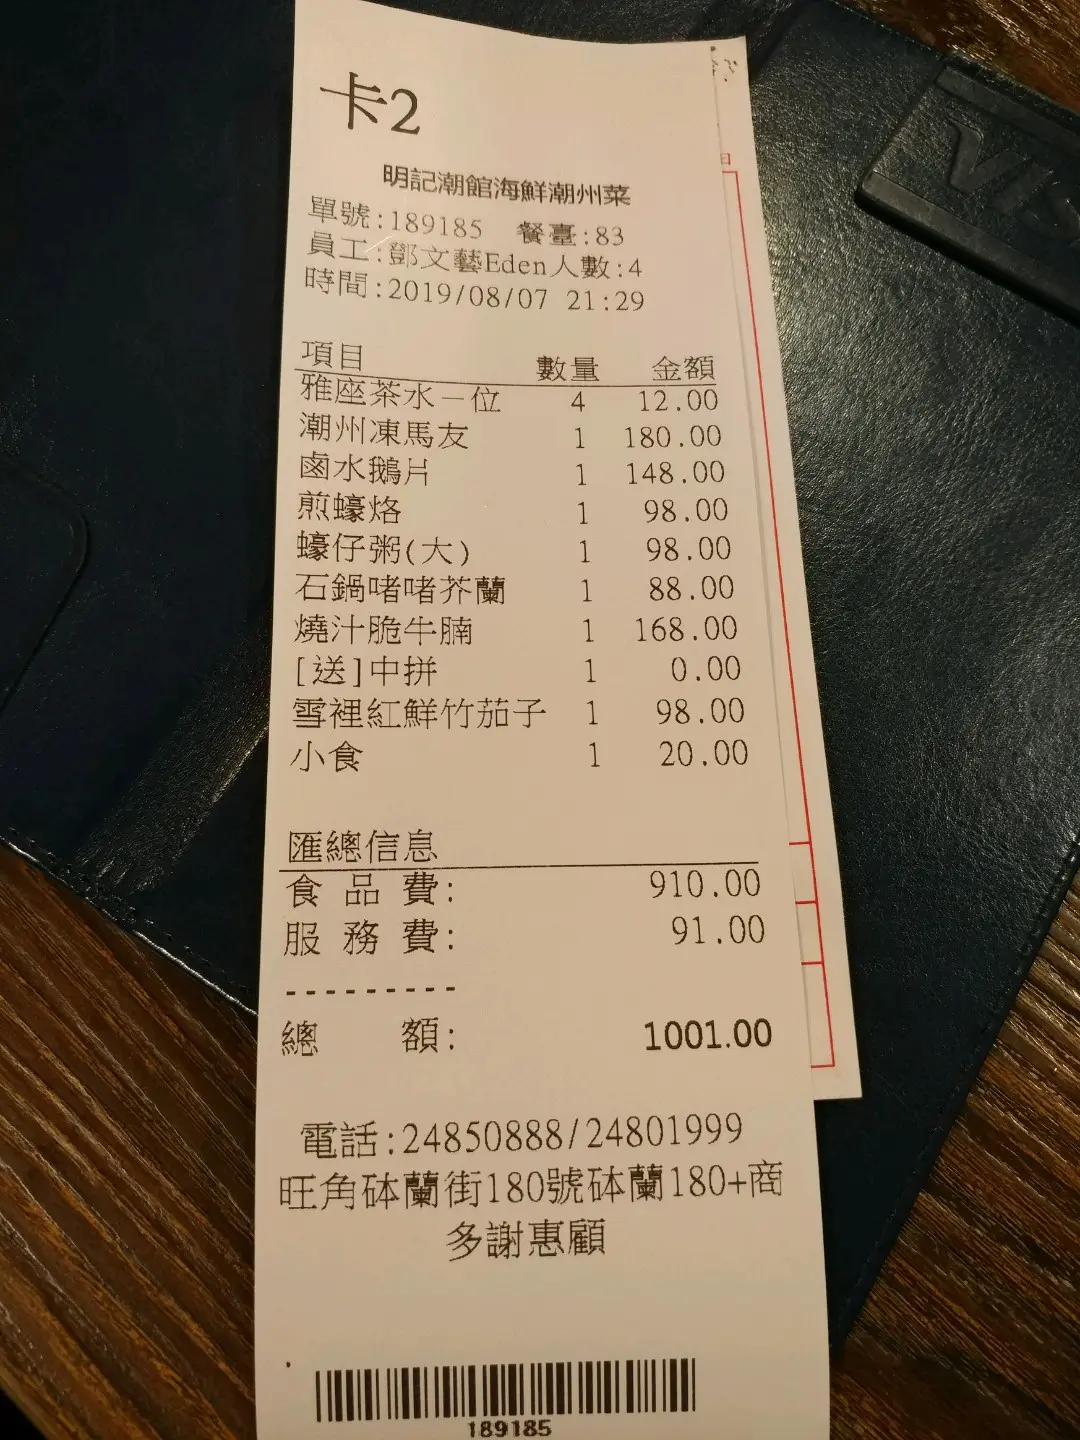 卡2
明記潮館海鮮潮州菜
單號:189185 餐臺:83
員工:鄧文藝Eden人數:4
時間:2019/08/07 21:29
項目 數量 金額
雅座茶水一位 4 12.00
潮州凍馬友 1 180.00
鹵水鵝片 1 148.00
煎蠔烙 1 98.00
蠔仔粥(大) 1 98.00
石鍋啫啫芥蘭 1 88.00
燒汁脆牛腩 1 168.00
[送]中拼 1 0.00
雪裡紅鮮竹茄子 1 98.00
小食 1 20.00
匯總信息
食品費: 910.00
服務費: 91.00
---------
總額: 1001.00
電話:24850888/24801999
旺角砵蘭街180號砵蘭180+商
多謝惠顧
189185
VISA